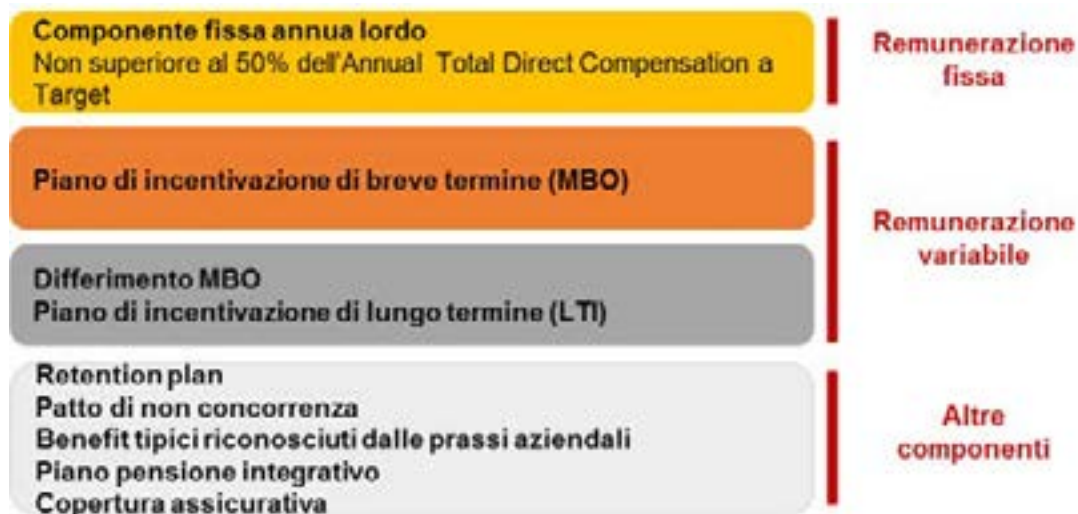 Componente fissa annua lordo
Non superiore al 50% dell'Annual Total Direct Compensation a
Target
Remunerazione
fissa
Piano di incentivazione di breve termine (MBO)
Differimento MBO
Piano di incentivazione di lungo termine (LTI)
Remunerazione
variabile
Retention plan
Patto di non concorrenza
Benefit tipici riconosciuti dalle prassi aziendali
Piano pensione integrativo
Copertura assicurativa
Altre
componenti